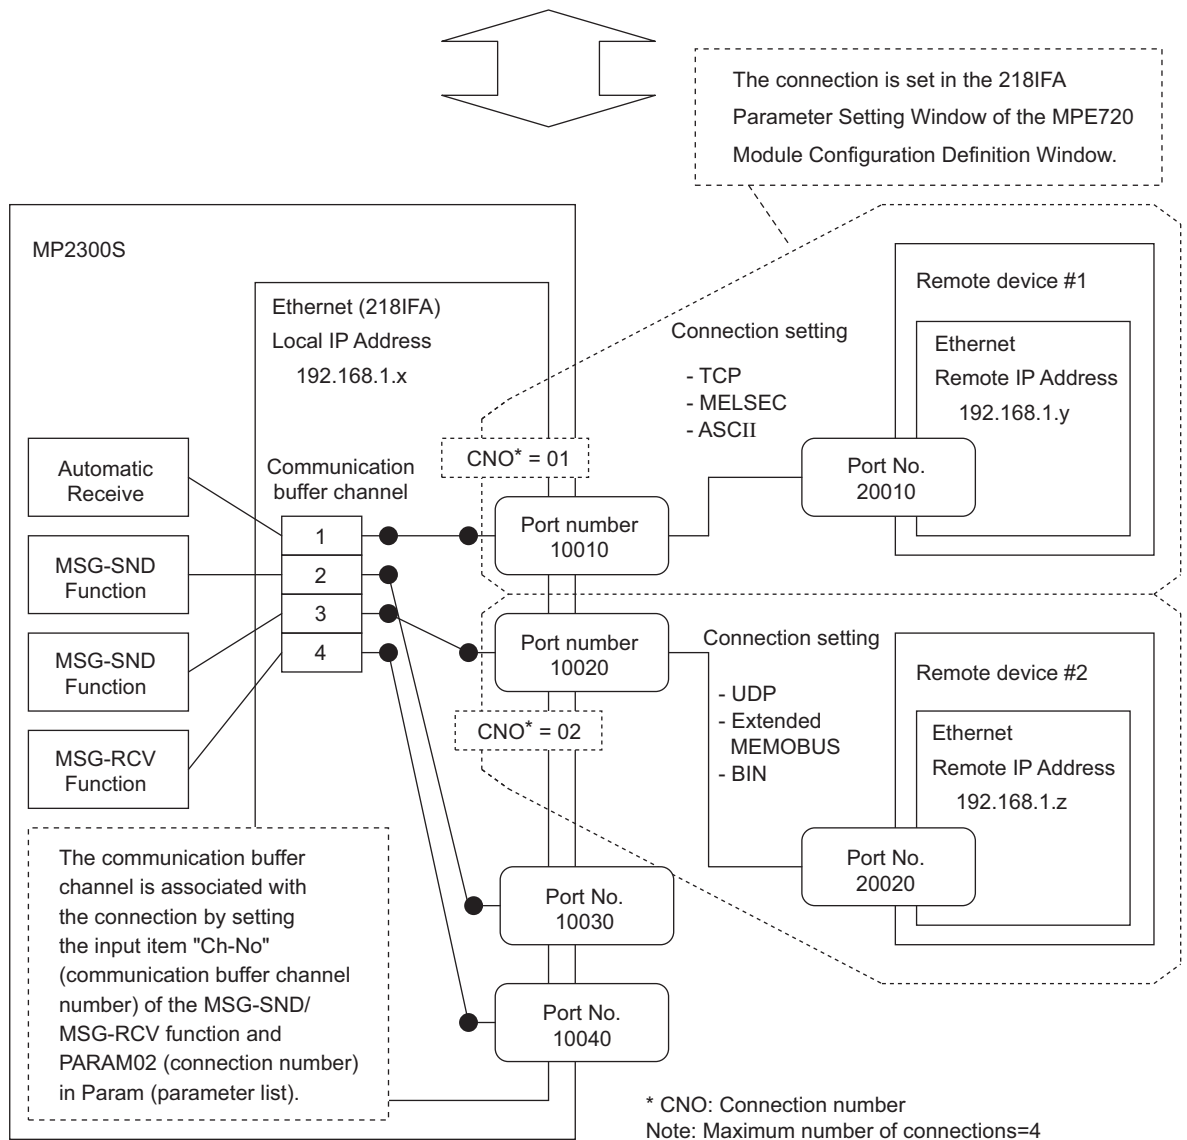 The connection is set in the 218IFA
Parameter Setting Window of the MPE720
Module Configuration Definition Window.
MP2300S
Ethernet (218IFA)
Local IP Address
192.168.1.x
Automatic
Receive
MSG-SND
Function
MSG-SND
Function
MSG-RCV
Function
Communication
buffer channel
1
2
3
4
CNO* = 01
Port number
10010
Port number
10020
CNO* = 02
Port No.
10030
Port No.
10040
Connection setting
- TCP
- MELSEC
- ASCII
Remote device #1
Ethernet
Remote IP Address
192.168.1.y
Port No.
20010
Connection setting
- UDP
- Extended
MEMOBUS
- BIN
Remote device #2
Ethernet
Remote IP Address
192.168.1.z
Port No.
20020
The communication buffer
channel is associated with
the connection by setting
the input item "Ch-No"
(communication buffer channel
number) of the MSG-SND/
MSG-RCV function and
PARAM02 (connection number)
in Param (parameter list).
* CNO: Connection number
Note: Maximum number of connections=4